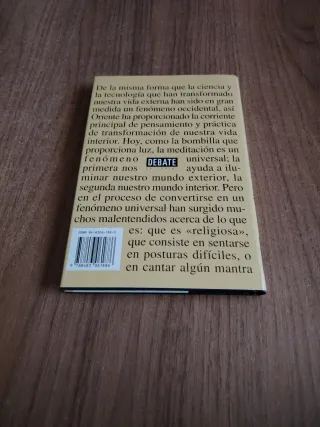 De la misma forma que la ciencia y
la tecnología que han transformado
nuestra vida externa han sido en gran
medida un fenómeno occidental, así
Oriente ha proporcionado la corriente
principal de pensamiento y práctica
de transformación de nuestra vida
interior. Hoy, como la bombilla que
proporciona luz, la meditación es un
fenómeno DEBATE universal; la
primera nos ayuda a ilu-
minar nuestro mundo exterior, la
segunda nuestro mundo interior. Pero
en el proceso de convertirse en un
fenómeno universal han surgido mu-
chos malentendidos acerca de lo que
es: que es «religiosa»,
que consiste en sentarse
en posturas difíciles, o
en cantar algún mantra